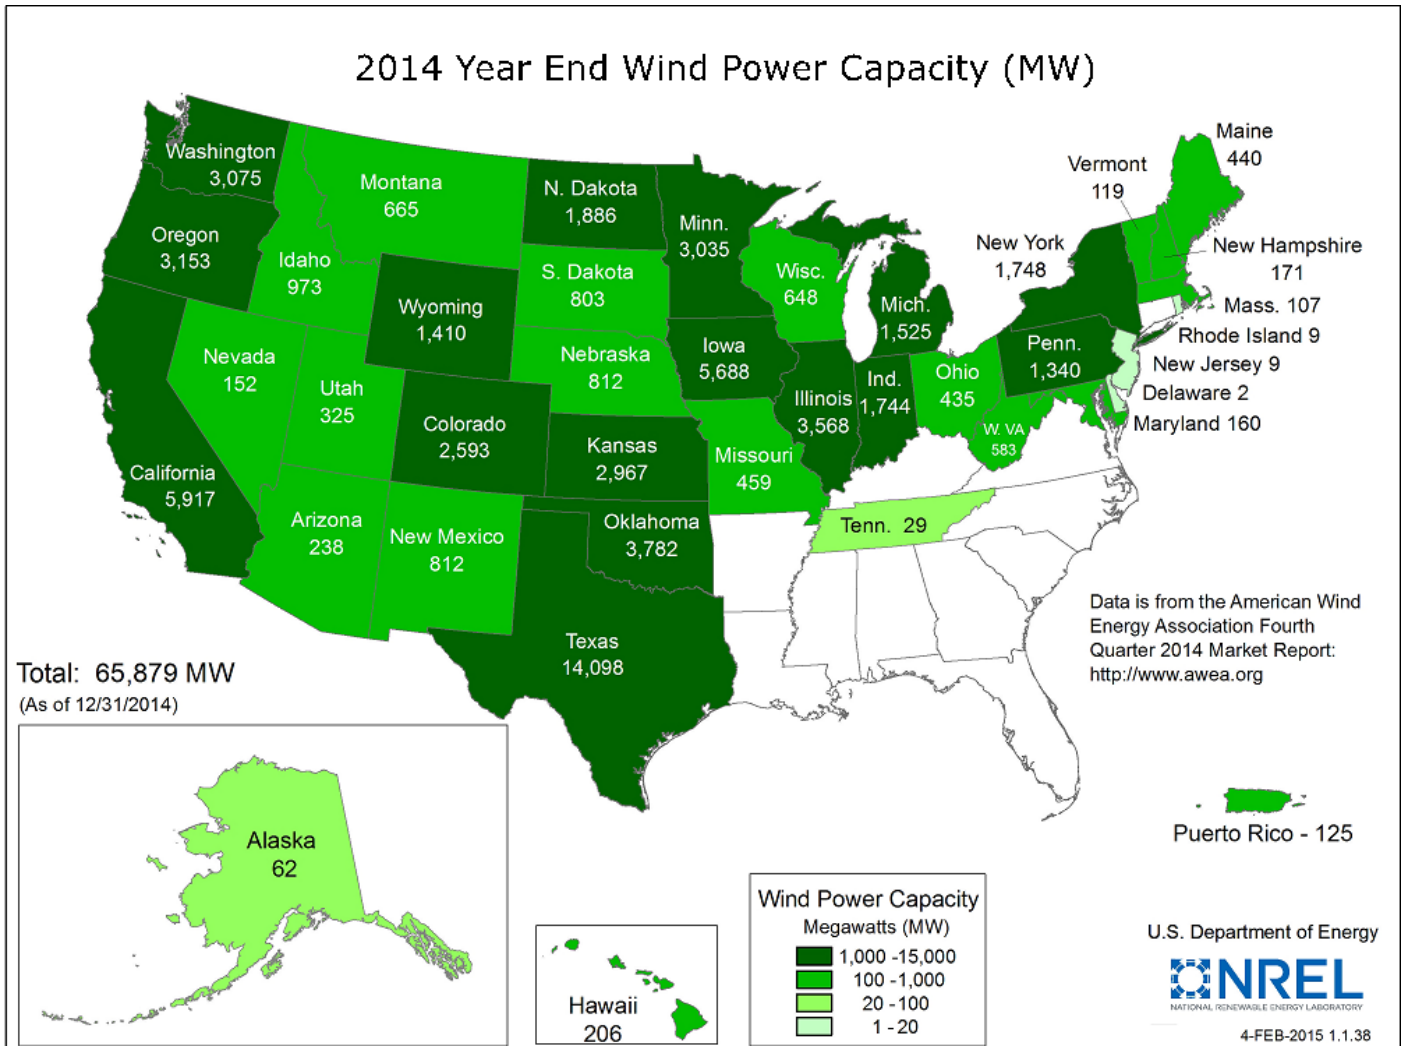 2014 Year End Wind Power Capacity (MW)
Washington
3,075
Oregon
3,153
California
5,917
Idaho
973
Nevada
152
Montana
665
Wyoming
1,410
Utah
325
Arizona
238
Colorado
2,593
New Mexico
812
N. Dakota
1,886
S. Dakota
803
Nebraska
812
Kansas
2,967
Oklahoma
3,782
Texas
14,098
Minn.
3,035
Iowa
5,688
Missouri
459
Wisc.
648
Illinois
3,568
Mich.
1,525
Ind.
1,744
Ohio
435
W. VA
583
Tenn. 29
Penn.
1,340
New York
1,748
Vermont
119
Maine
440
New Hampshire
171
Mass. 107
Rhode Island 9
New Jersey 9
Delaware 2
Maryland 160
Data is from the American Wind
Energy Association Fourth
Quarter 2014 Market Report:
http://www.awea.org
Total: 65,879 MW
(As of 12/31/2014)
Alaska
62
Hawaii
206
Puerto Rico - 125
Wind Power Capacity
Megawatts (MW)
1,000 -15,000
100 -1,000
20 -100
1 -20
U.S. Department of Energy
NREL
NATIONAL RENEWABLE ENERGY LABORATORY
4-FEB-2015 1.1.38